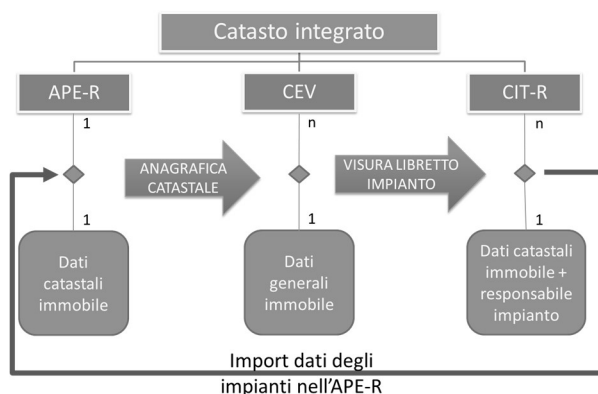 Catasto integrato
APE-R
CEV
CIT-R
1
n
n
ANAGRAFICA
CATASTALE
VISURA LIBRETTO
IMPIANTO
1
1
1
Dati
catastali
immobile
Dati
generali
immobile
Dati catastali
immobile +
responsabile
impianto
Import dati degli
impianti nell'APE-R